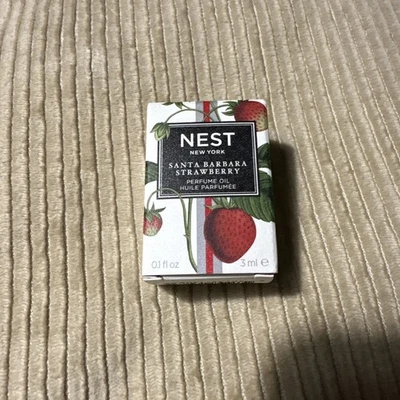 NEST
NEW YORK
SANTA BARBARA
STRAWBERRY
PERFUME OIL
HUILE PARFUMÉE
0.1 fl oz 3 ml ℮